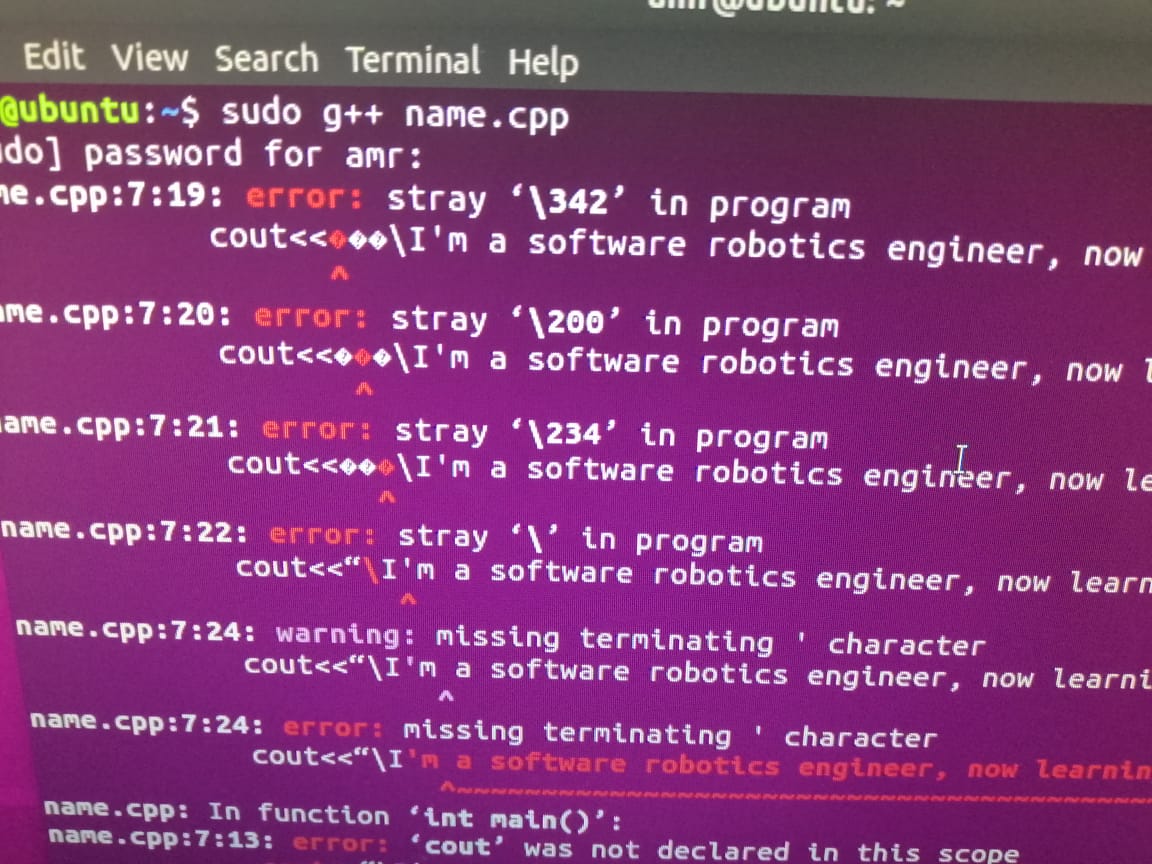 Edit View Search Terminal Help
@ubuntu:~$ sudo g++ name.cpp
do] password for amr:
me.cpp:7:19: error: stray ‘\342’ in program
cout<<���\I'm a software robotics engineer, now
^
me.cpp:7:20: error: stray ‘\200’ in program
cout<<���\I'm a software robotics engineer, now l
^
ame.cpp:7:21: error: stray ‘\234’ in program
cout<<���\I'm a software robotics engineer, now le
^
name.cpp:7:22: error: stray ‘\’ in program
cout<<“\I'm a software robotics engineer, now learn
^
name.cpp:7:24: warning: missing terminating ' character
cout<<“\I'm a software robotics engineer, now learni
^
name.cpp:7:24: error: missing terminating ' character
cout<<“\I'm a software robotics engineer, now learnin
^~~~~~~~~~~~~~~~~~~~~~~~~~~~~~~~~~~~~~~~~~~~~~~
name.cpp: In function ‘int main()’:
name.cpp:7:13: error: ‘cout’ was not declared in this scope